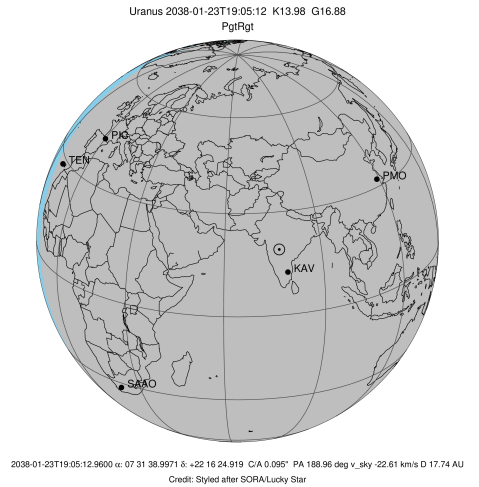 Uranus 2038-01-23T19:05:12 K13.98 G16.88
PgtRgt
PIC
TEN
PMO
KAV
SAAO
2038-01-23T19:05:12.9600 α: 07 31 38.9971 δ: +22 16 24.919 C/A 0.095" PA 188.96 deg v_sky -22.61 km/s D 17.74 AU
Credit: Styled after SORA/Lucky Star